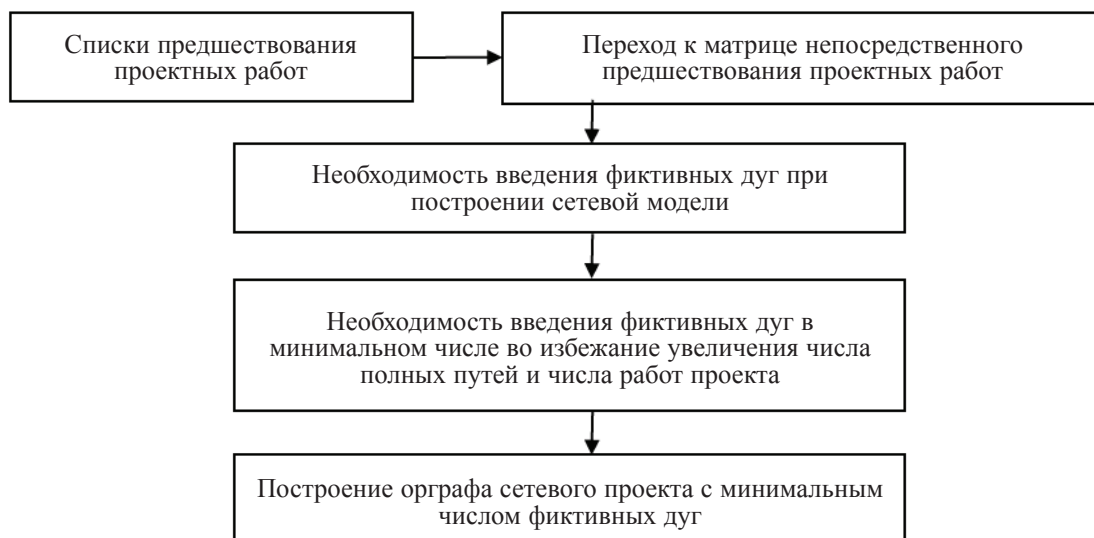 Списки предшествования
проектных работ
Переход к матрице непосредственного
предшествования проектных работ
Необходимость введения фиктивных дуг при
построении сетевой модели
Необходимость введения фиктивных дуг в
минимальном числе во избежание увеличения числа
полных путей и числа работ проекта
Построение орграфа сетевого проекта с минимальным
числом фиктивных дуг